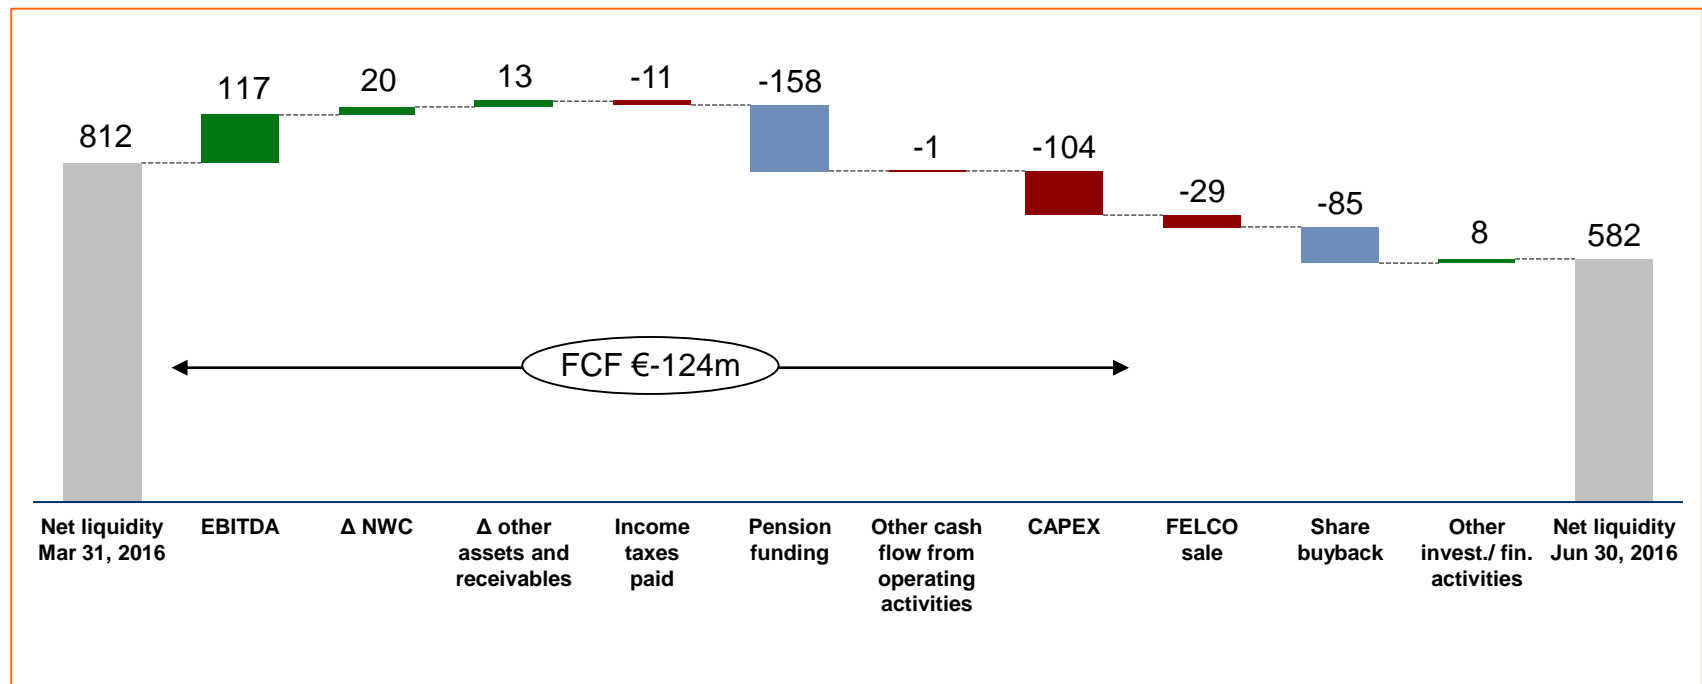 812
117
20
13
-11
-158
-1
-104
-29
-85
8
582
FCF €-124m
Net liquidity
Mar 31, 2016
EBITDA
Δ NWC
Δ other
assets and
receivables
Income
taxes
paid
Pension
funding
Other cash
flow from
operating
activities
CAPEX
FELCO
sale
Share
buyback
Other
invest./ fin.
activities
Net liquidity
Jun 30, 2016